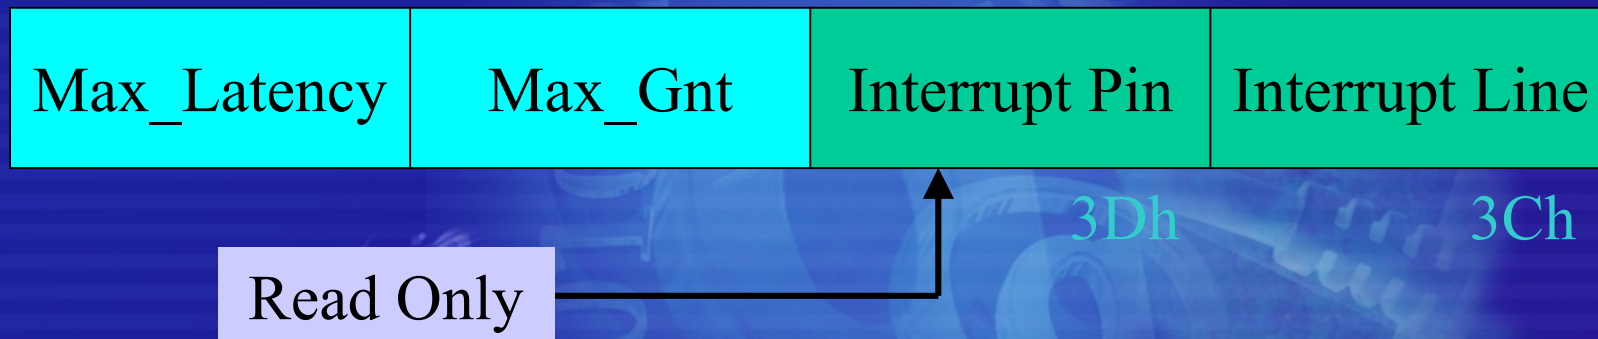 Max_Latency Max_Gnt Interrupt Pin Interrupt Line
3Dh 3Ch
Read Only